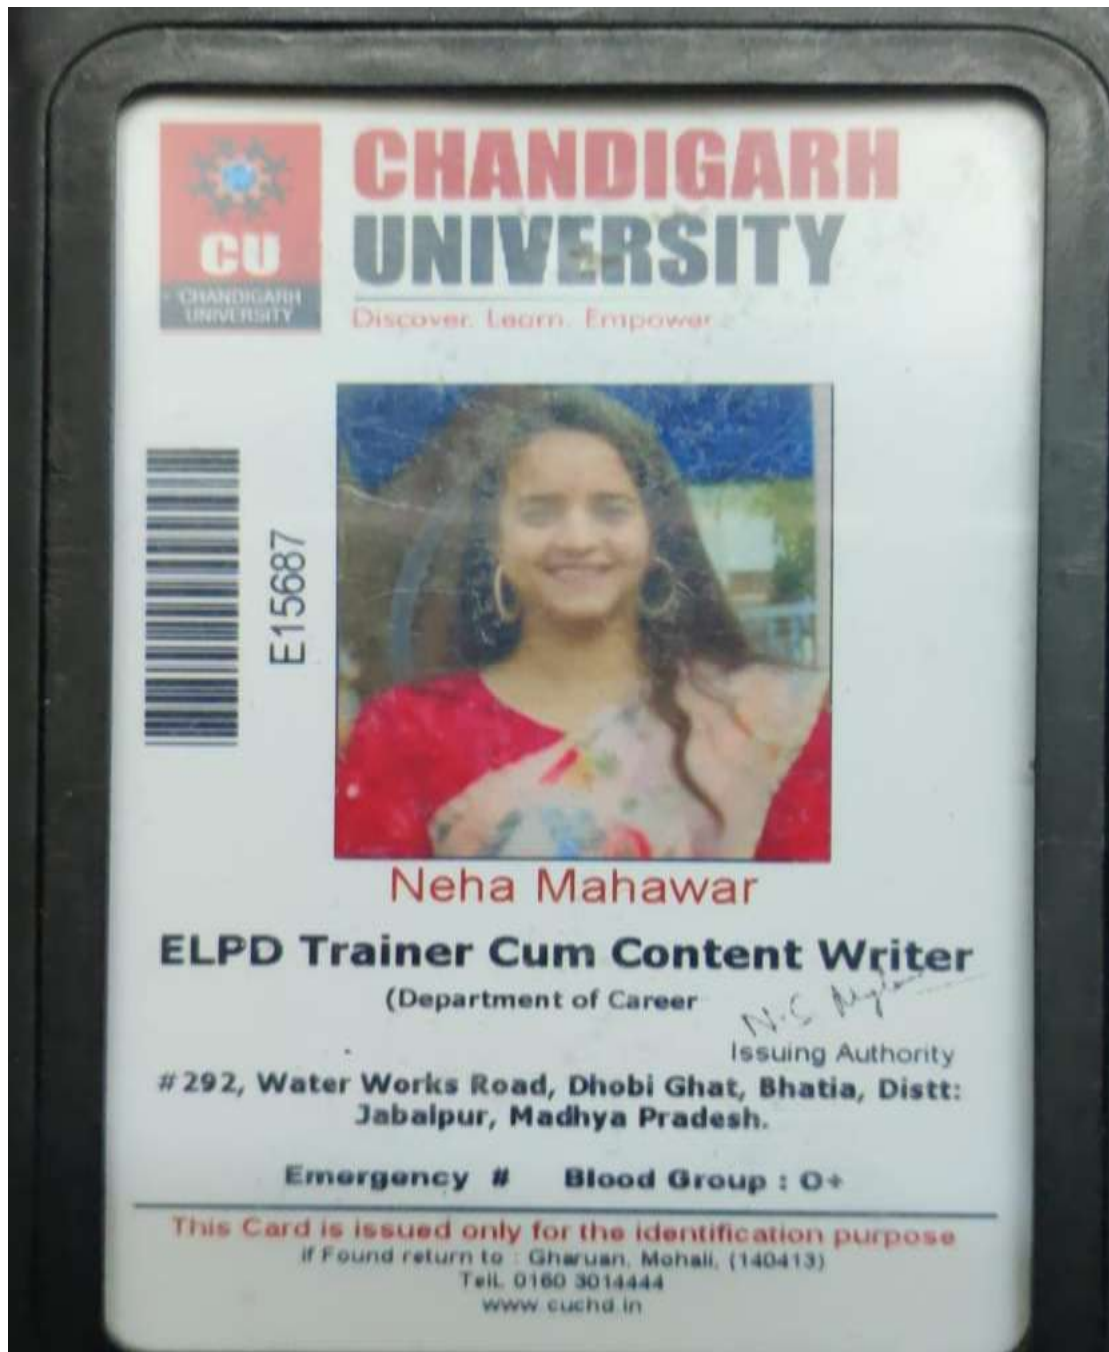 CU
CHANDIGARH
UNIVERSITY
CHANDIGARH
UNIVERSITY
Discover. Learn. Empower.
E15687
Neha Mahawar
ELPD Trainer Cum Content Writer
(Department of Career
Issuing Authority
#292, Water Works Road, Dhobi Ghat, Bhatia, Distt:
Jabalpur, Madhya Pradesh.
Emergency # Blood Group : O+
This Card is issued only for the identification purpose
if Found return to : Gharuan, Mohali, (140413)
Tell. 0160 3014444
www.cuchd.in